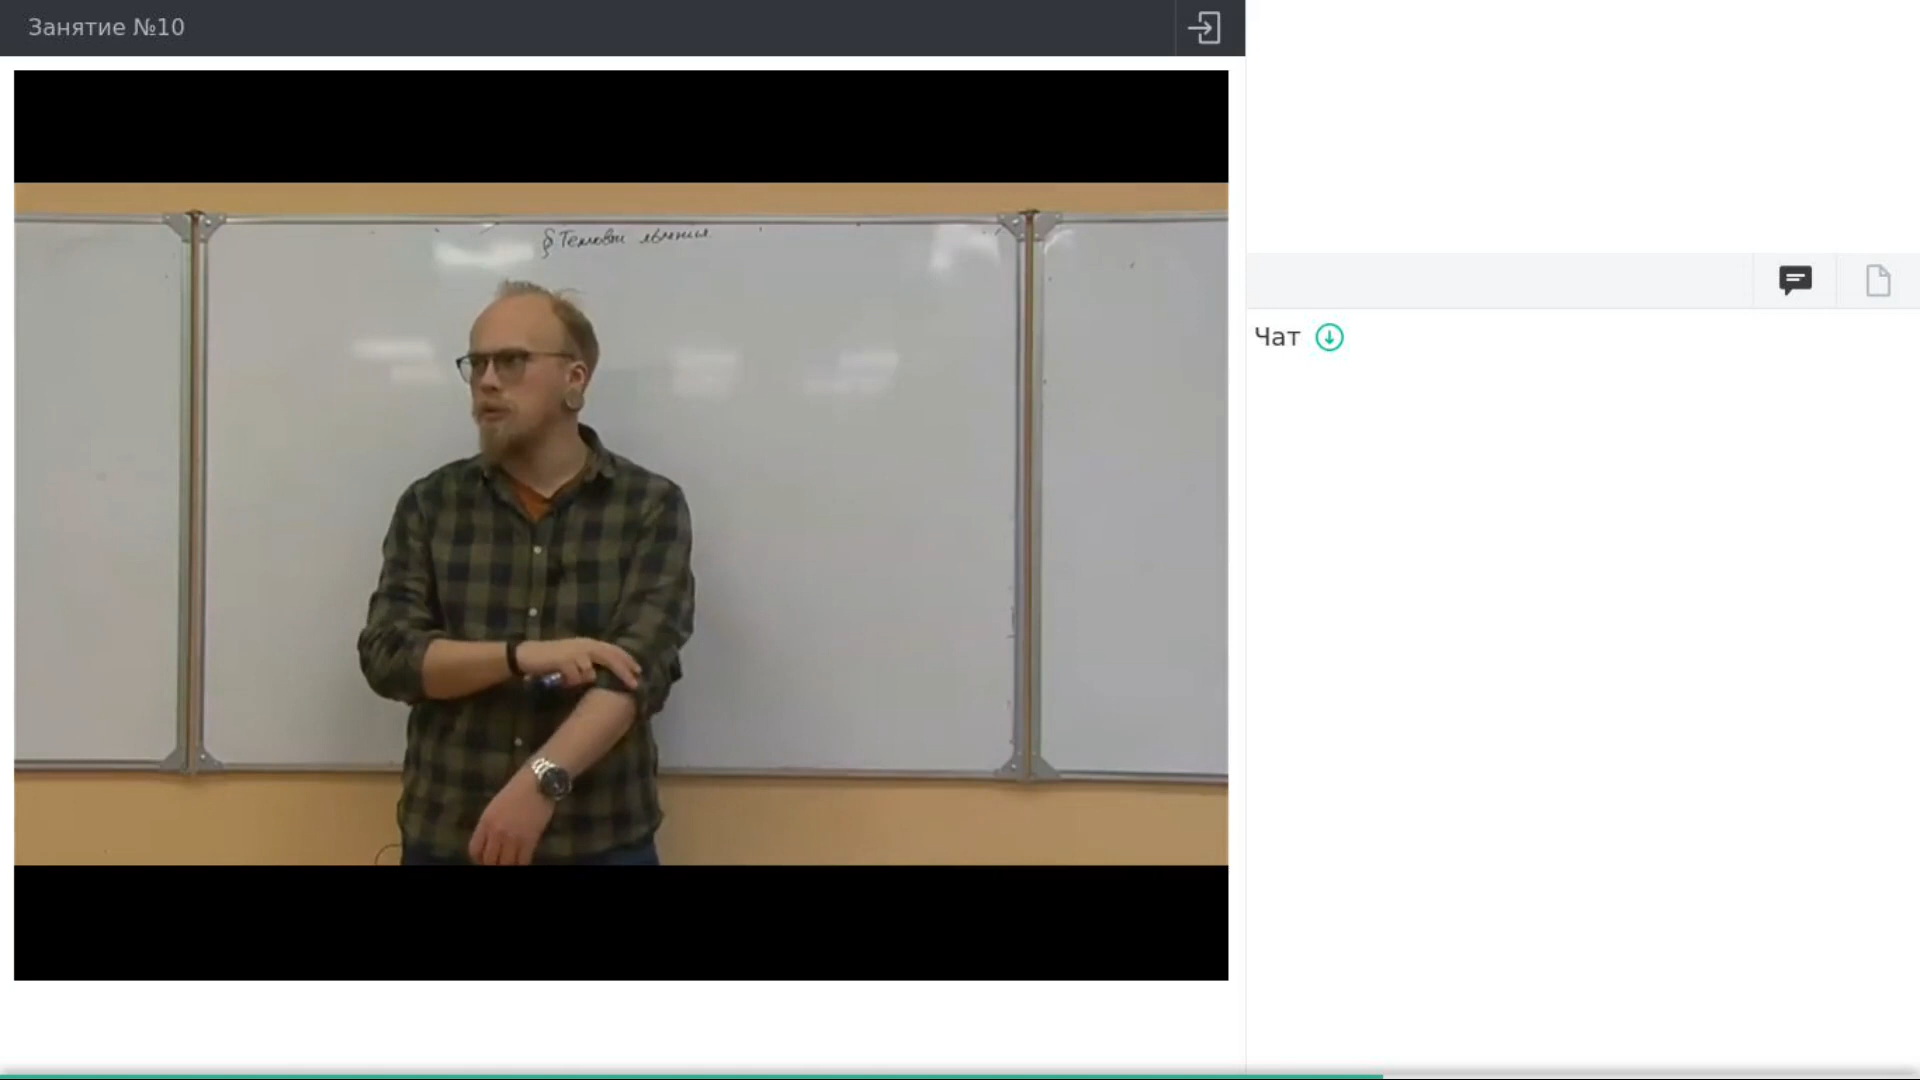 Занятие №10
§ Тепловые явления
Чат